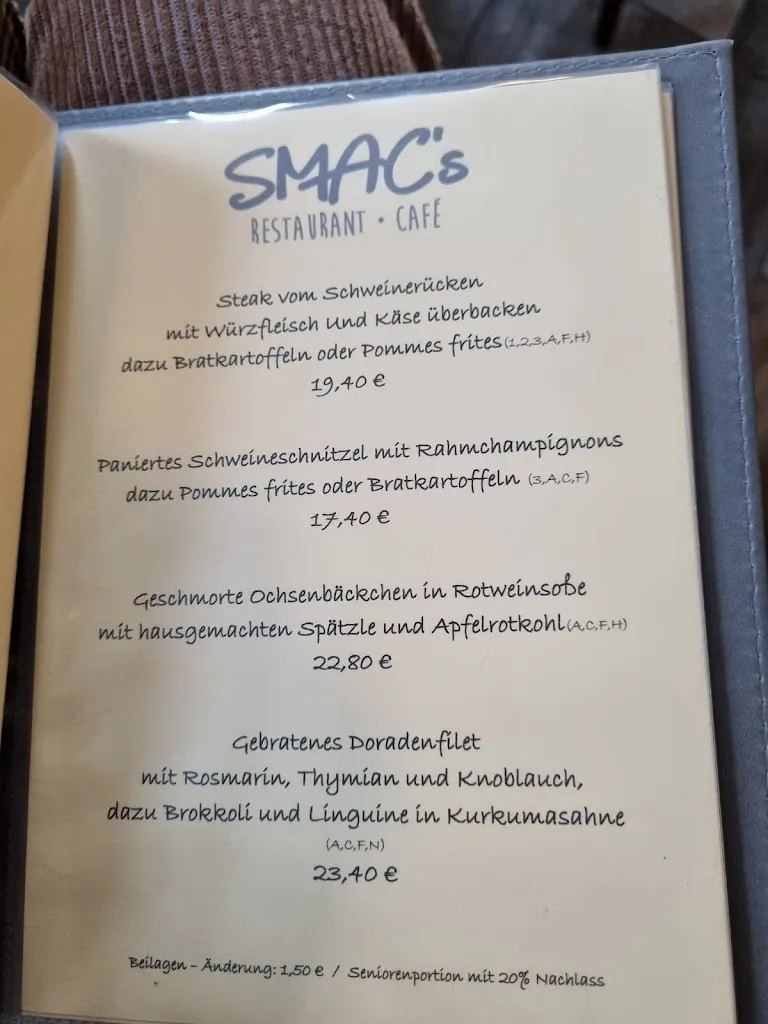 SMAC's
RESTAURANT • CAFÉ
Steak vom Schweinerücken
mit Würzfleisch und Käse überbacken
dazu Bratkartoffeln oder Pommes frites (1,2,3,A,F,H)
19,40 €
Paniertes Schweineschnitzel mit Rahmchampignons
dazu Pommes frites oder Bratkartoffeln (3,A,C,F)
17,40 €
Geschmorte Ochsenbäckchen in Rotweinsoße
mit hausgemachten Spätzle und Apfelrotkohl (A,C,F,H)
22,80 €
Gebratenes Doradenfilet
mit Rosmarin, Thymian und Knoblauch,
dazu Brokkoli und Linguine in Kurkumasahne
(A,C,F,N)
23,40 €
Beilagen – Änderung: 1,50 € / Seniorenportion mit 20% Nachlass